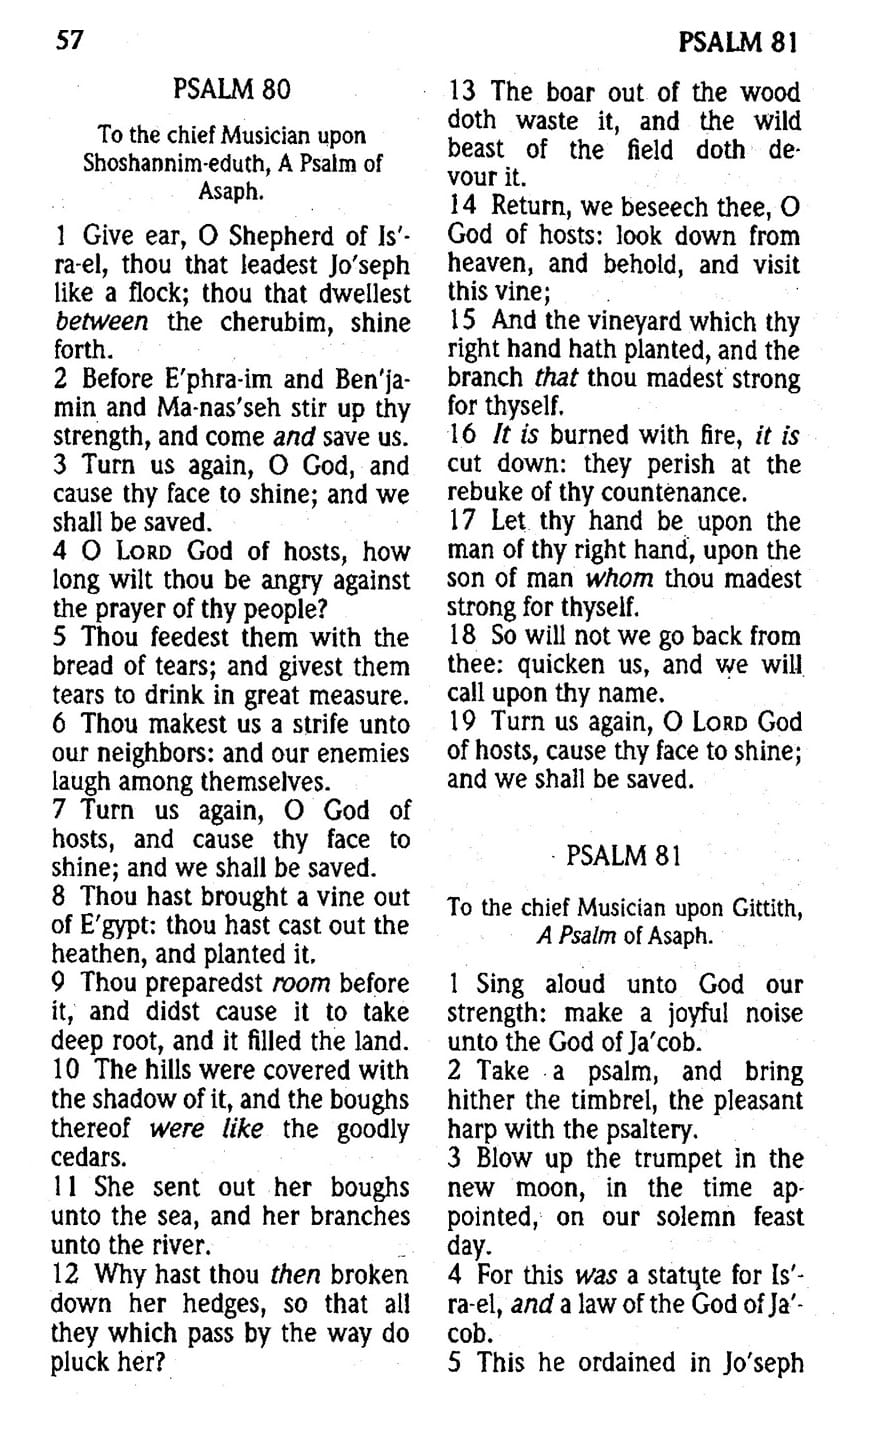 57
PSALM 81
PSALM 80
To the chief Musician upon
Shoshannim-eduth, A Psalm of
Asaph.
1 Give ear, O Shepherd of Is′-
ra-el, thou that leadest Jo′seph
like a flock; thou that dwellest
between the cherubim, shine
forth.
2 Before E′phra-im and Ben′ja-
min and Ma-nas′seh stir up thy
strength, and come and save us.
3 Turn us again, O God, and
cause thy face to shine; and we
shall be saved.
4 O LORD God of hosts, how
long wilt thou be angry against
the prayer of thy people?
5 Thou feedest them with the
bread of tears; and givest them
tears to drink in great measure.
6 Thou makest us a strife unto
our neighbors: and our enemies
laugh among themselves.
7 Turn us again, O God of
hosts, and cause thy face to
shine; and we shall be saved.
8 Thou hast brought a vine out
of E′gypt: thou hast cast out the
heathen, and planted it.
9 Thou preparedst room before
it, and didst cause it to take
deep root, and it filled the land.
10 The hills were covered with
the shadow of it, and the boughs
thereof were like the goodly
cedars.
11 She sent out her boughs
unto the sea, and her branches
unto the river.
12 Why hast thou then broken
down her hedges, so that all
they which pass by the way do
pluck her?
13 The boar out of the wood
doth waste it, and the wild
beast of the field doth de-
vour it.
14 Return, we beseech thee, O
God of hosts: look down from
heaven, and behold, and visit
this vine;
15 And the vineyard which thy
right hand hath planted, and the
branch that thou madest strong
for thyself.
16 It is burned with fire, it is
cut down: they perish at the
rebuke of thy countenance.
17 Let thy hand be upon the
man of thy right hand, upon the
son of man whom thou madest
strong for thyself.
18 So will not we go back from
thee: quicken us, and we will
call upon thy name.
19 Turn us again, O LORD God
of hosts, cause thy face to shine;
and we shall be saved.
PSALM 81
To the chief Musician upon Gittith,
A Psalm of Asaph.
1 Sing aloud unto God our
strength: make a joyful noise
unto the God of Ja′cob.
2 Take a psalm, and bring
hither the timbrel, the pleasant
harp with the psaltery.
3 Blow up the trumpet in the
new moon, in the time ap-
pointed, on our solemn feast
day.
4 For this was a statute for Is′-
ra-el, and a law of the God of Ja′-
cob.
5 This he ordained in Jo′seph